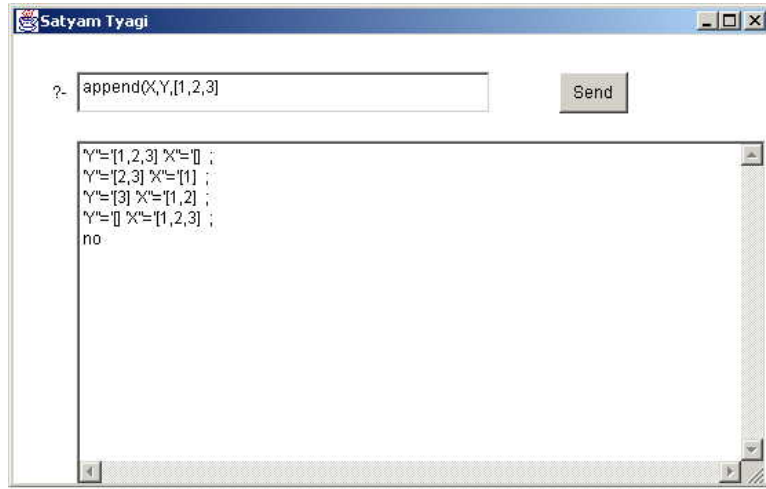 Satyam Tyagi
?- append(X,Y,[1,2,3] Send
'Y''='[1,2,3] 'X''='[] ;
'Y''='[2,3] 'X''='[1] ;
'Y''='[3] 'X''='[1,2] ;
'Y''='[] 'X''='[1,2,3] ;
no